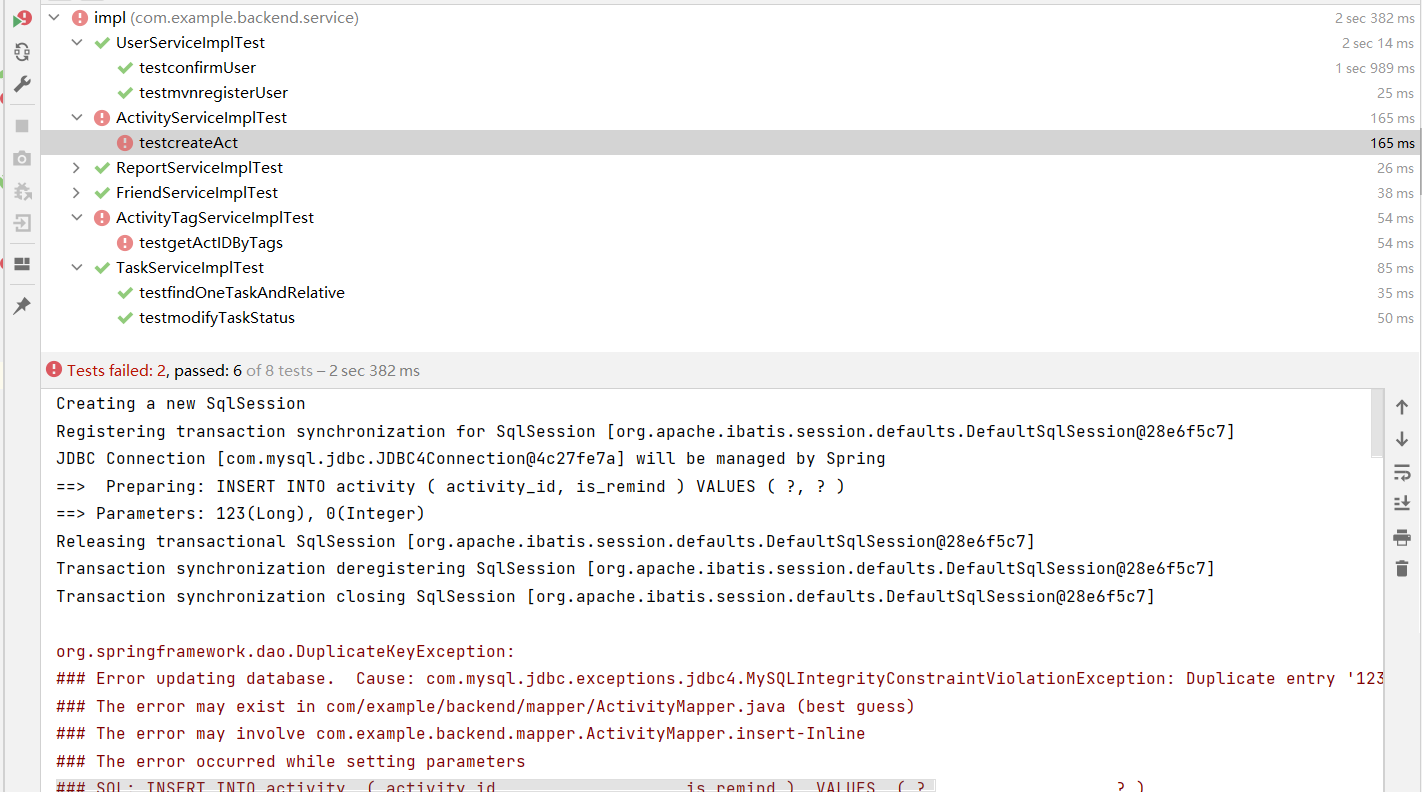 impl (com.example.backend.service) 2 sec 382 ms
UserServiceImplTest 2 sec 14 ms
testconfirmUser 1 sec 989 ms
testmvnregisterUser 25 ms
ActivityServiceImplTest 165 ms
testcreateAct 165 ms
ReportServiceImplTest 26 ms
FriendServiceImplTest 38 ms
ActivityTagServiceImplTest 54 ms
testgetActIDByTags 54 ms
TaskServiceImplTest 85 ms
testfindOneTaskAndRelative 35 ms
testmodifyTaskStatus 50 ms
Tests failed: 2, passed: 6 of 8 tests – 2 sec 382 ms
Creating a new SqlSession
Registering transaction synchronization for SqlSession [org.apache.ibatis.session.defaults.DefaultSqlSession@28e6f5c7]
JDBC Connection [com.mysql.jdbc.JDBC4Connection@4c27fe7a] will be managed by Spring
==>  Preparing: INSERT INTO activity ( activity_id, is_remind ) VALUES ( ?, ? )
==> Parameters: 123(Long), 0(Integer)
Releasing transactional SqlSession [org.apache.ibatis.session.defaults.DefaultSqlSession@28e6f5c7]
Transaction synchronization deregistering SqlSession [org.apache.ibatis.session.defaults.DefaultSqlSession@28e6f5c7]
Transaction synchronization closing SqlSession [org.apache.ibatis.session.defaults.DefaultSqlSession@28e6f5c7]
org.springframework.dao.DuplicateKeyException:
### Error updating database.  Cause: com.mysql.jdbc.exceptions.jdbc4.MySQLIntegrityConstraintViolationException: Duplicate entry '123
### The error may exist in com/example/backend/mapper/ActivityMapper.java (best guess)
### The error may involve com.example.backend.mapper.ActivityMapper.insert-Inline
### The error occurred while setting parameters
### SQL: INSERT INTO activity  ( activity_id is_remind )  VALUES  ( ? ? )